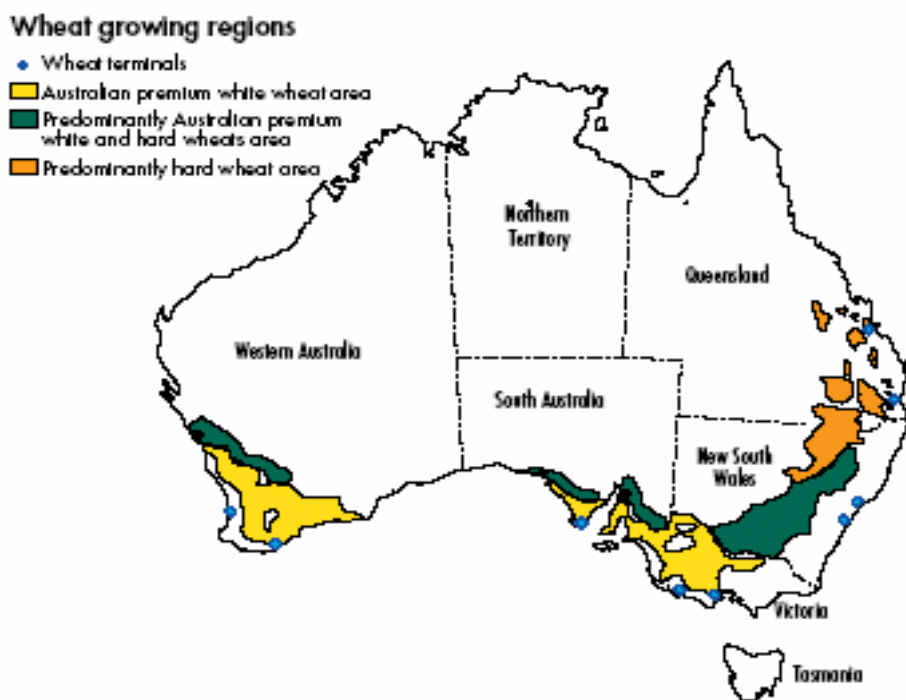 Wheat growing regions
Wheat terminals
Australian premium white wheat area
Predominantly Australian premium
white and hard wheats area
Predominantly hard wheat area
Northern
Territory
Queensland
Western Australia
South Australia
New South
Wales
Victoria
Tasmania